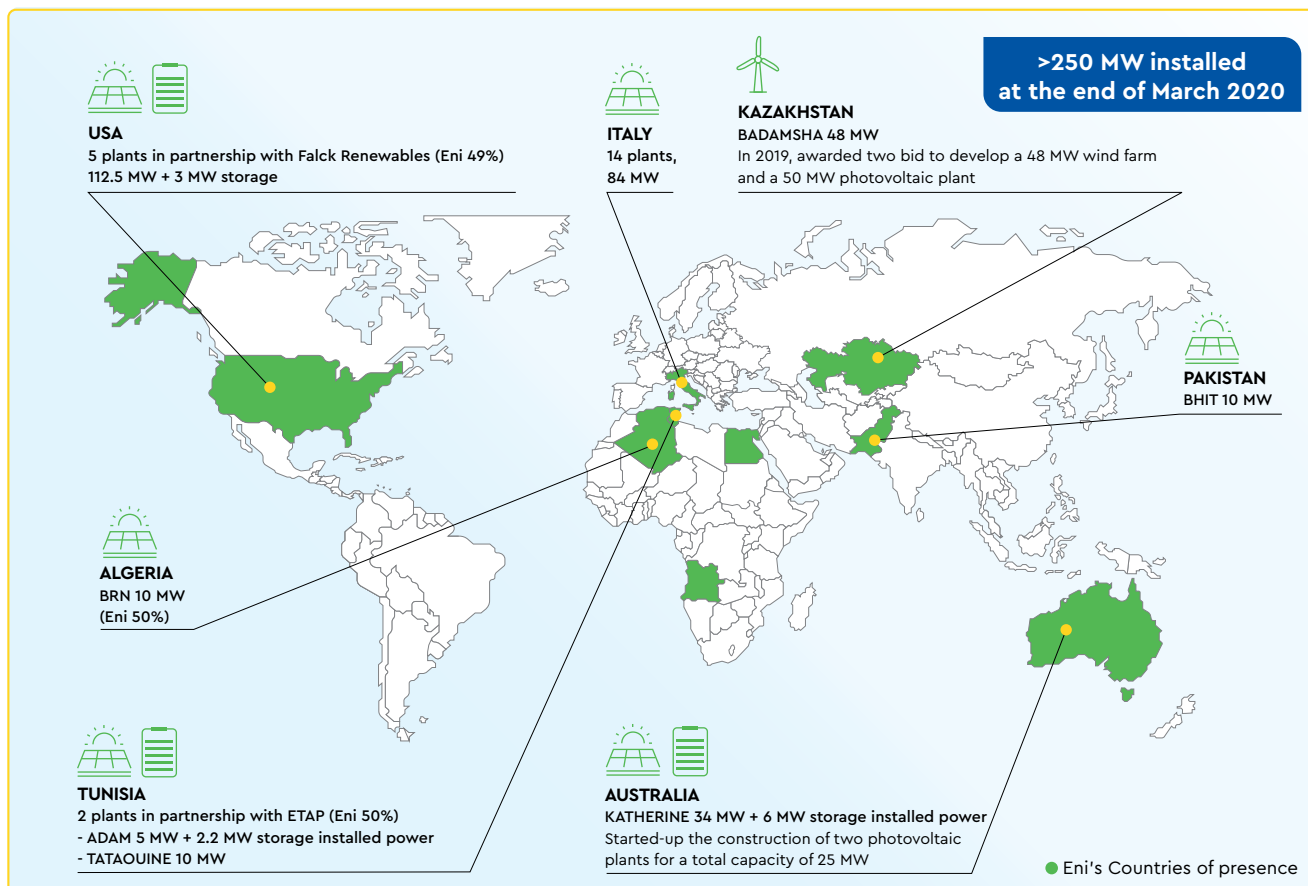 >250 MW installed
at the end of March 2020
USA
5 plants in partnership with Falck Renewables (Eni 49%)
112.5 MW + 3 MW storage
ITALY
14 plants,
84 MW
KAZAKHSTAN
BADAMSHA 48 MW
In 2019, awarded two bid to develop a 48 MW wind farm
and a 50 MW photovoltaic plant
PAKISTAN
BHIT 10 MW
ALGERIA
BRN 10 MW
(Eni 50%)
TUNISIA
2 plants in partnership with ETAP (Eni 50%)
- ADAM 5 MW + 2.2 MW storage installed power
- TATAOUINE 10 MW
AUSTRALIA
KATHERINE 34 MW + 6 MW storage installed power
Started-up the construction of two photovoltaic
plants for a total capacity of 25 MW
Eni's Countries of presence